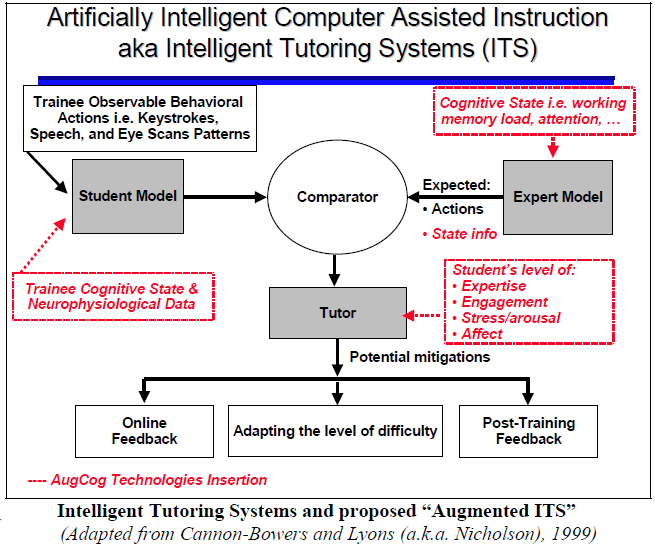 Artificially Intelligent Computer Assisted Instruction
aka Intelligent Tutoring Systems (ITS)
Trainee Observable Behavioral
Actions i.e. Keystrokes,
Speech, and Eye Scans Patterns
Cognitive State i.e. working
memory load, attention, …
Student Model
Comparator
Expected:
• Actions
• State info
Expert Model
Trainee Cognitive State &
Neurophysiological Data
Student's level of:
• Expertise
• Engagement
• Stress/arousal
• Affect
Tutor
Potential mitigations
Online
Feedback
Adapting the level of difficulty
Post-Training
Feedback
---- AugCog Technologies Insertion
Intelligent Tutoring Systems and proposed “Augmented ITS”
(Adapted from Cannon-Bowers and Lyons (a.k.a. Nicholson), 1999)